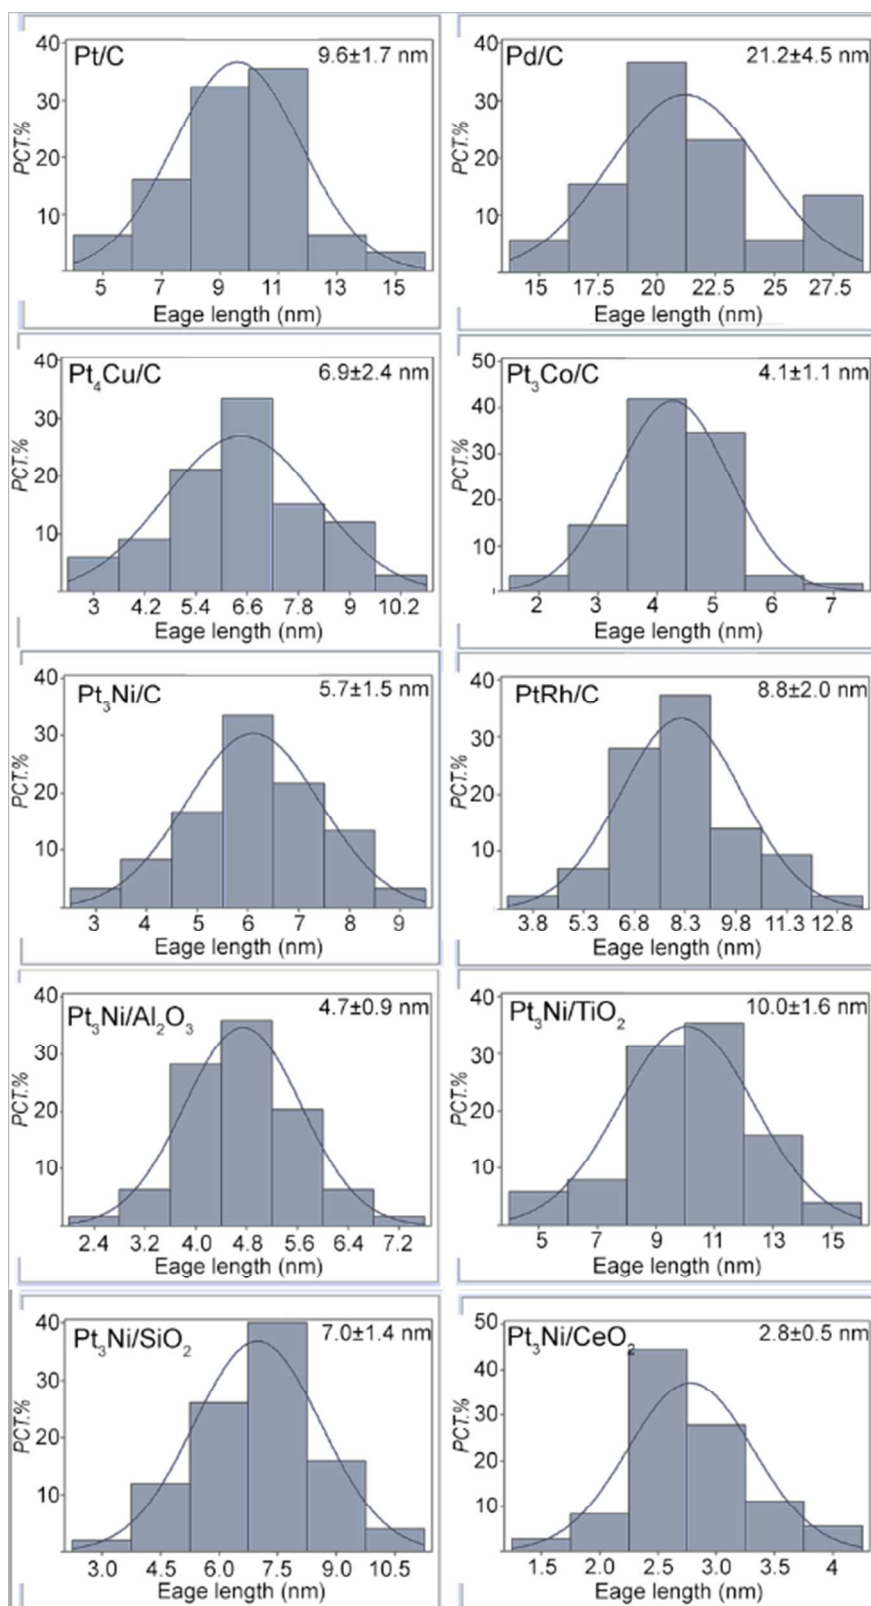 Pt/C 9.6±1.7 nm
40
30
20
10
PCT.%
5 7 9 11 13 15
Eage length (nm)
Pd/C 21.2±4.5 nm
40
30
20
10
PCT.%
15 17.5 20 22.5 25 27.5
Eage length (nm)
Pt₄Cu/C 6.9±2.4 nm
40
30
20
10
PCT.%
3 4.2 5.4 6.6 7.8 9 10.2
Eage length (nm)
Pt₃Co/C 4.1±1.1 nm
50
40
30
20
10
PCT.%
2 3 4 5 6 7
Eage length (nm)
Pt₃Ni/C 5.7±1.5 nm
40
30
20
10
PCT.%
3 4 5 6 7 8 9
Eage length (nm)
PtRh/C 8.8±2.0 nm
40
30
20
10
PCT.%
3.8 5.3 6.8 8.3 9.8 11.3 12.8
Eage length (nm)
Pt₃Ni/Al₂O₃ 4.7±0.9 nm
40
30
20
10
PCT.%
2.4 3.2 4.0 4.8 5.6 6.4 7.2
Eage length (nm)
Pt₃Ni/TiO₂ 10.0±1.6 nm
40
30
20
10
PCT.%
5 7 9 11 13 15
Eage length (nm)
Pt₃Ni/SiO₂ 7.0±1.4 nm
40
30
20
10
PCT.%
3.0 4.5 6.0 7.5 9.0 10.5
Eage length (nm)
Pt₃Ni/CeO₂ 2.8±0.5 nm
50
40
30
20
10
PCT.%
1.5 2.0 2.5 3.0 3.5 4
Eage length (nm)